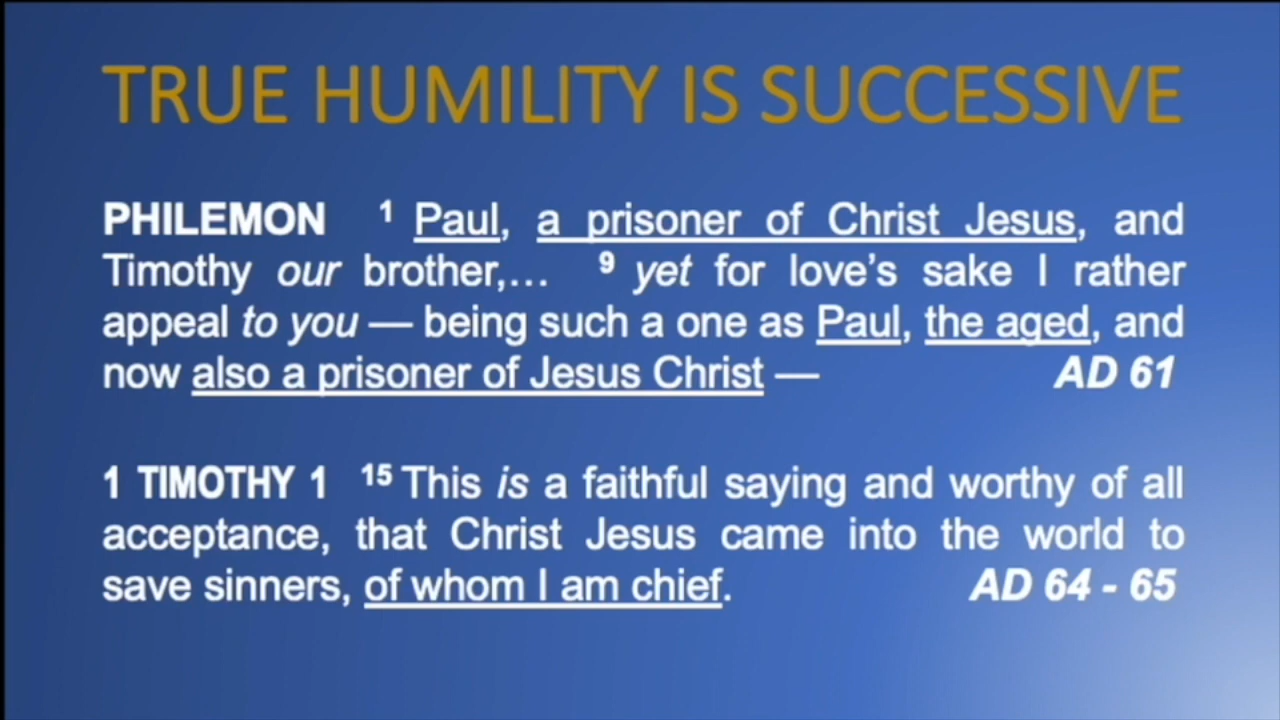 TRUE HUMILITY IS SUCCESSIVE
PHILEMON 1 Paul, a prisoner of Christ Jesus, and
Timothy our brother,… 9 yet for love’s sake I rather
appeal to you — being such a one as Paul, the aged, and
now also a prisoner of Jesus Christ — AD 61
1 TIMOTHY 1 15 This is a faithful saying and worthy of all
acceptance, that Christ Jesus came into the world to
save sinners, of whom I am chief. AD 64 - 65